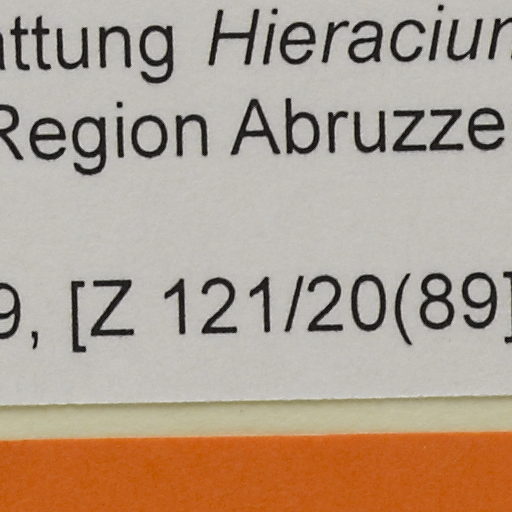 attung Hieraciun
Region Abruzze
9, [Z 121/20(89]